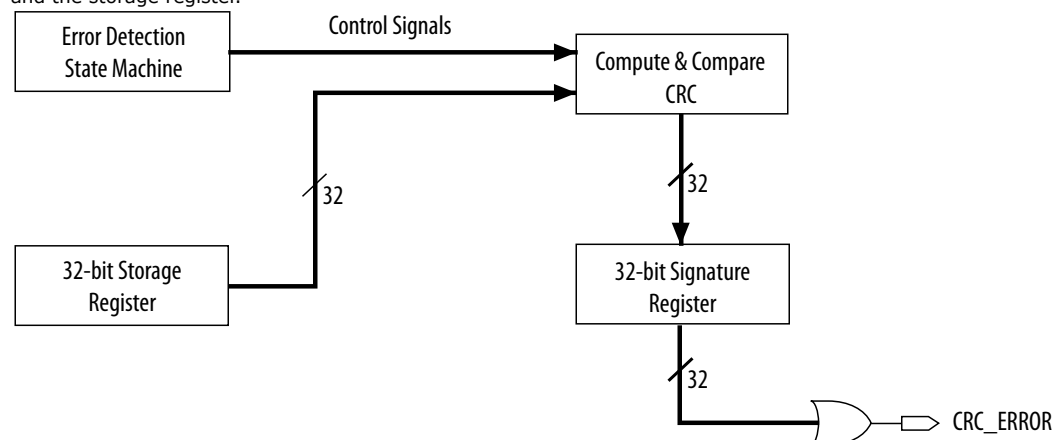 and the storage register.
Error Detection
State Machine
Control Signals
Compute & Compare
CRC
32
32
32-bit Storage
Register
32-bit Signature
Register
32
CRC_ERROR